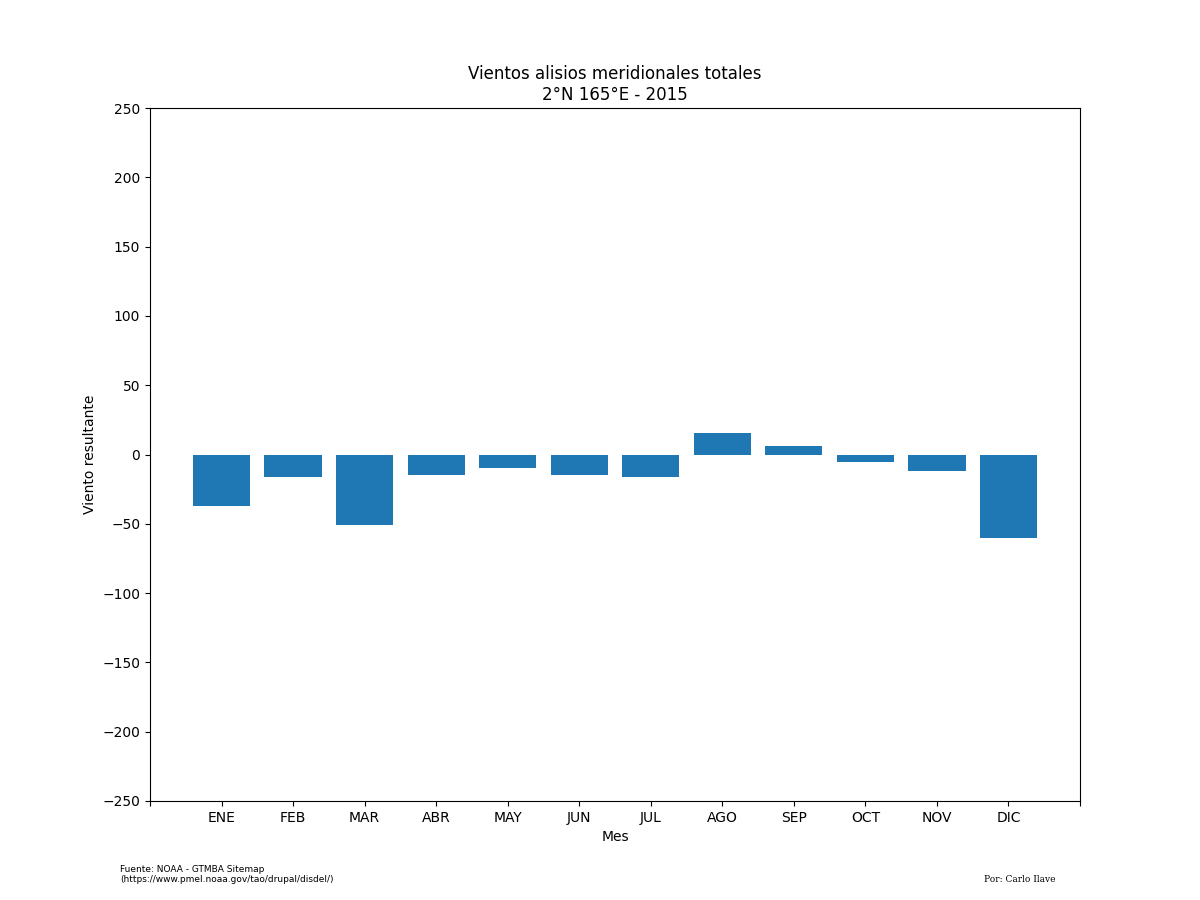 Vientos alisios meridionales totales
2°N 165°E - 2015
250
200
150
100
50
0
−50
−100
−150
−200
−250
Viento resultante
ENE FEB MAR ABR MAY JUN JUL AGO SEP OCT NOV DIC
Mes
Fuente: NOAA - GTMBA Sitemap
(https://www.pmel.noaa.gov/tao/drupal/disdel/)
Por: Carlo Ilave